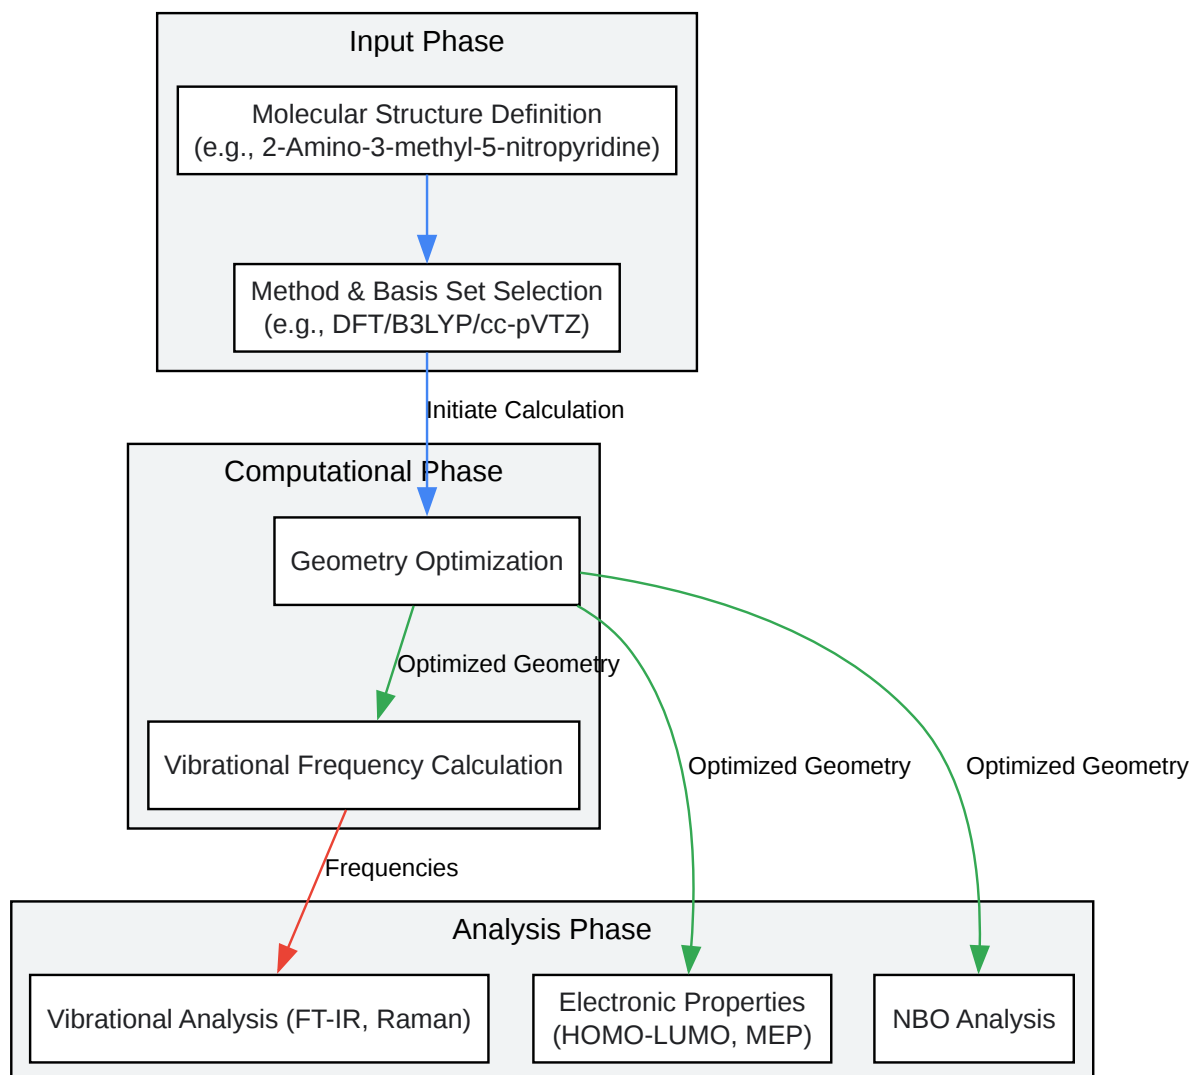 Input Phase
Molecular Structure Definition
(e.g., 2-Amino-3-methyl-5-nitropyridine)
Method & Basis Set Selection
(e., DFT/B3LYP/cc-pVTZ)
Initiate Calculation
Computational Phase
Geometry Optimization
Optimized Geometry
Vibrational Frequency Calculation
Optimized Geometry
Optimized Geometry
Frequencies
Analysis Phase
Vibrational Analysis (FT-IR, Raman)
Electronic Properties
(HOMO-LUMO, MEP)
NBO Analysis